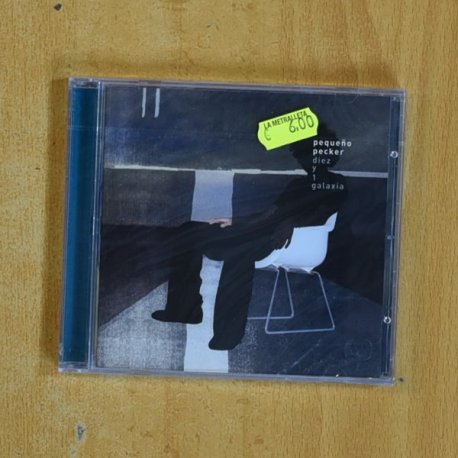 LA METRALLETA
€ 6,00
pequeño
pecker
diez
y
1
galaxia